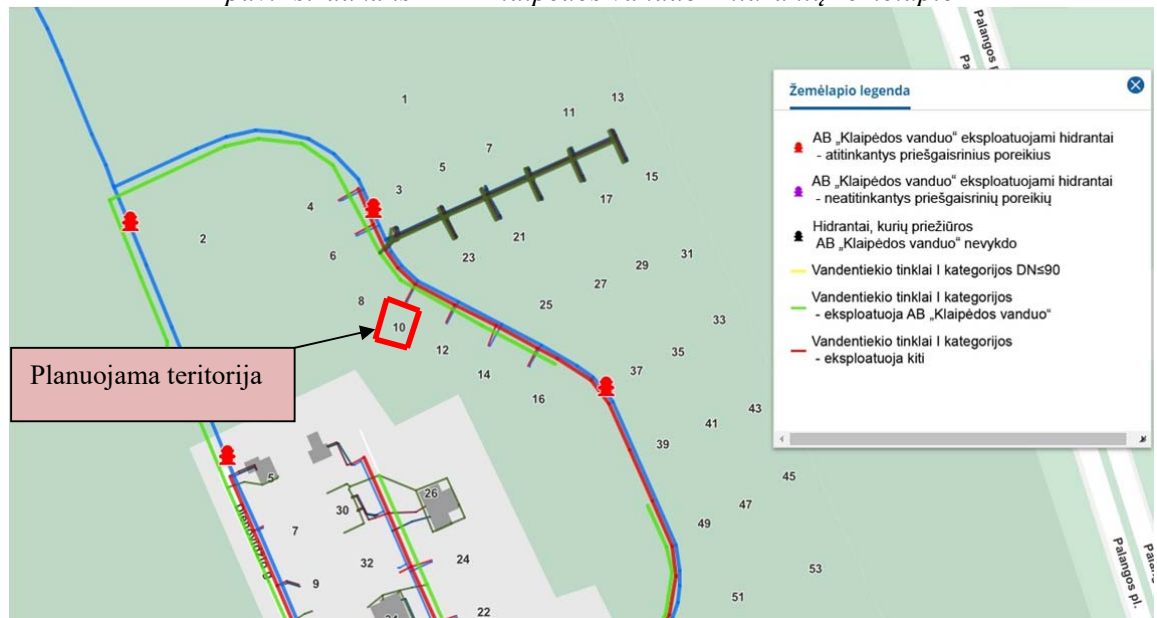 Palangos
Palangos pl.
1
13
11
7
5
15
3
17
4
2
21
6
23
31
29
27
8
25
33
10
12
35
14
37
16
43
41
39
45
5
26
47
30
7
49
32
24
53
9
51
22
Dienovidžio g.
Palangos pl.
Planuojama teritorija
Žemėlapio legenda
AB „Klaipėdos vanduo“ eksploatuojami hidrantai
- atitinkantys priešgaisrinius poreikius
AB „Klaipėdos vanduo“ eksploatuojami hidrantai
- neatitinkantys priešgaisrinių poreikių
Hidrantai, kurių priežiūros
AB „Klaipėdos vanduo“ nevykdo
Vandentiekio tinklai I kategorijos DN≤90
Vandentiekio tinklai I kategorijos
- eksploatuoja AB „Klaipėdos vanduo“
Vandentiekio tinklai I kategorijos
- eksploatuoja kiti